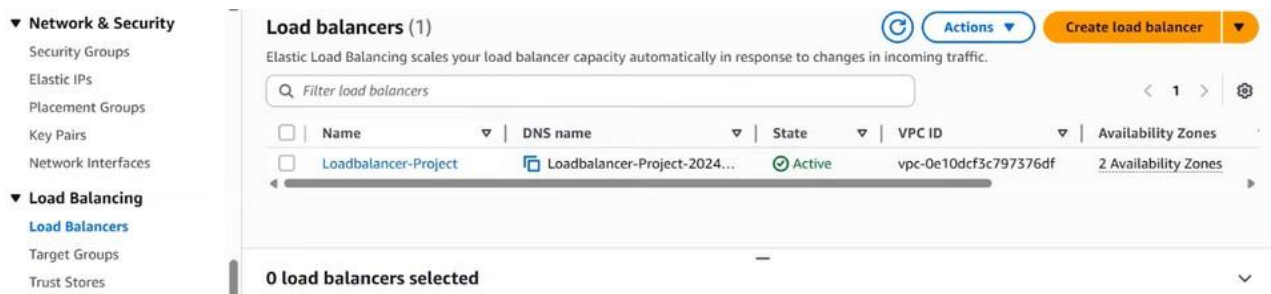 ▼ Network & Security
Security Groups
Elastic IPs
Placement Groups
Key Pairs
Network Interfaces
▼ Load Balancing
Load Balancers
Target Groups
Trust Stores
Load balancers (1)
Actions ▼
Create load balancer ▼
Elastic Load Balancing scales your load balancer capacity automatically in response to changes in incoming traffic.
Filter load balancers
< 1 >
Name | DNS name | State | VPC ID | Availability Zones
Loadbalancer-Project Loadbalancer-Project-2024... Active vpc-0e10dcf3c797376df 2 Availability Zones
0 load balancers selected